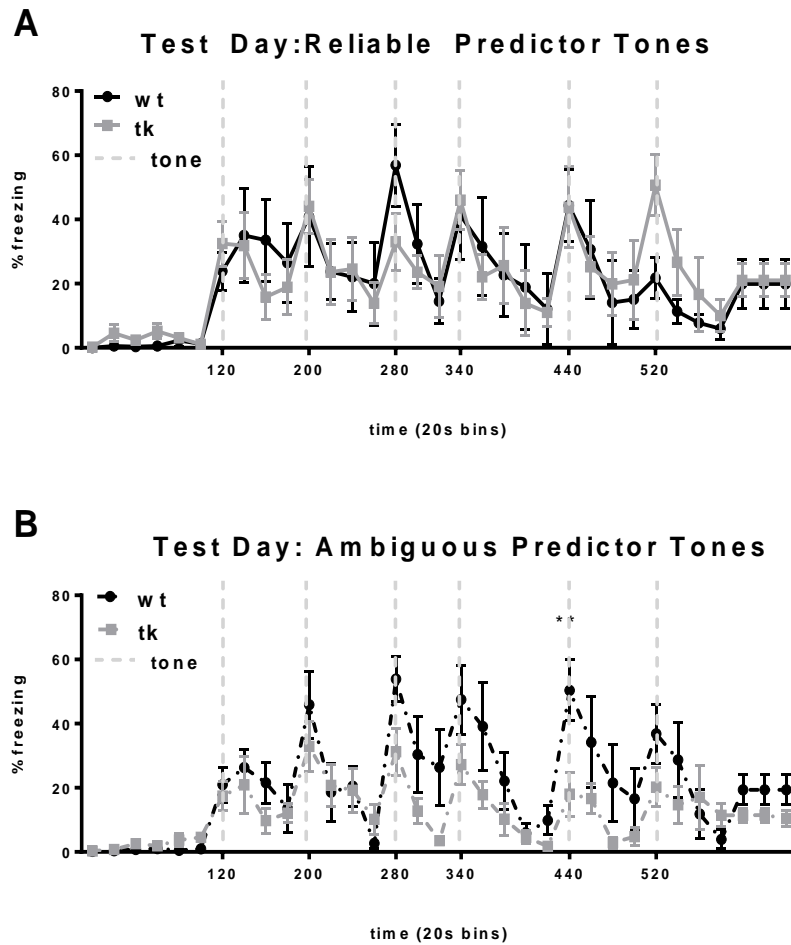 A
Test Day:Reliable Predictor Tones
80
60
40
20
0
% freezing
wt
tk
tone
120 200 280 340 440 520
time (20s bins)
B
Test Day: Ambiguous Predictor Tones
80
60
40
20
0
% freezing
wt
tk
tone
**
120 200 280 340 440 520
time (20s bins)